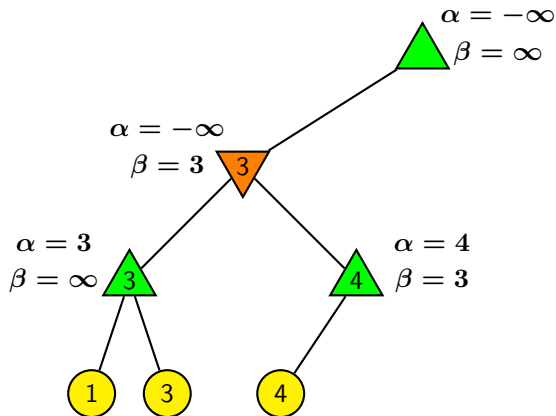 α = −∞
β = ∞
α = −∞
β = 3
3
α = 3
β = ∞
3
α = 4
β = 3
4
1
3
4